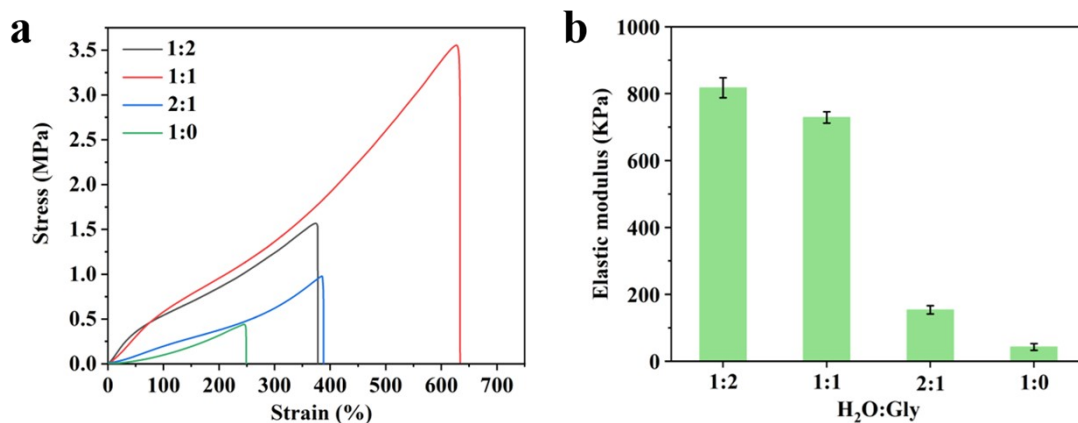 a
3.5
3.0
2.5
2.0
1.5
1.0
0.5
0.0
Stress (MPa)
1:2
1:1
2:1
1:0
0 100 200 300 400 500 600 700
Strain (%)
b
1000
800
600
400
200
0
Elastic modulus (KPa)
1:2 1:1 2:1 1:0
H₂O:Gly